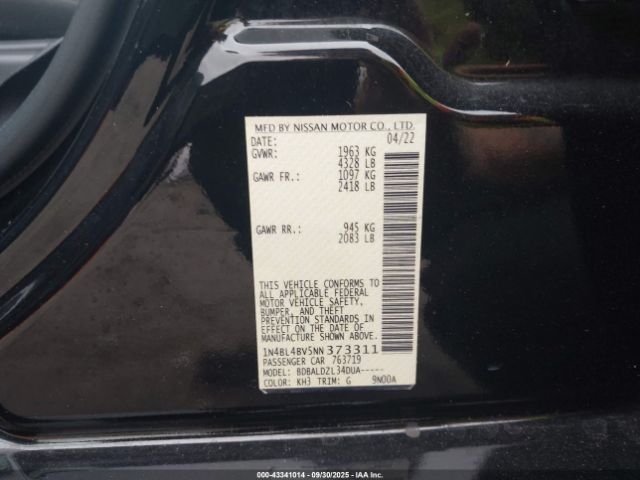 MFD BY NISSAN MOTOR CO., LTD.
DATE: 04/22
GVWR: 1963 KG
4328 LB
GAWR FR.: 1097 KG
2418 LB
GAWR RR.: 945 KG
2083 LB
THIS VEHICLE CONFORMS TO
ALL APPLICABLE FEDERAL
MOTOR VEHICLE SAFETY,
BUMPER, AND THEFT
PREVENTION STANDARDS IN
EFFECT ON THE DATE OF
MANUFACTURE SHOWN ABOVE.
1N4BL4BV5NN373311
PASSENGER CAR 763719
MODEL: BDBALDZL34DUA-----
COLOR: KH3 TRIM: G 9N00A
000-43341014 - 09/30/2025 - IAA Inc.